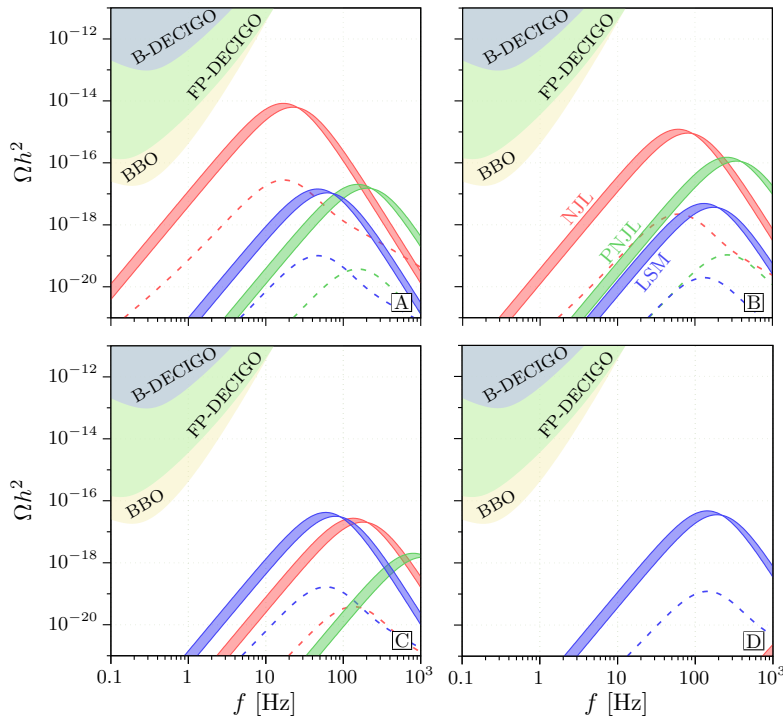 10⁻¹²
10⁻¹⁴
10⁻¹⁶
10⁻¹⁸
10⁻²⁰
Ωh²
B-DECIGO
FP-DECIGO
BBO
A
B-DECIGO
FP-DECIGO
BBO
NJL
PNJL
LSM
B
10⁻¹²
10⁻¹⁴
10⁻¹⁶
10⁻¹⁸
10⁻²⁰
Ωh²
B-DECIGO
FP-DECIGO
BBO
C
0.1 1 10 100 10³
f [Hz]
B-DECIGO
FP-DECIGO
BBO
D
0.1 1 10 100 10³
f [Hz]